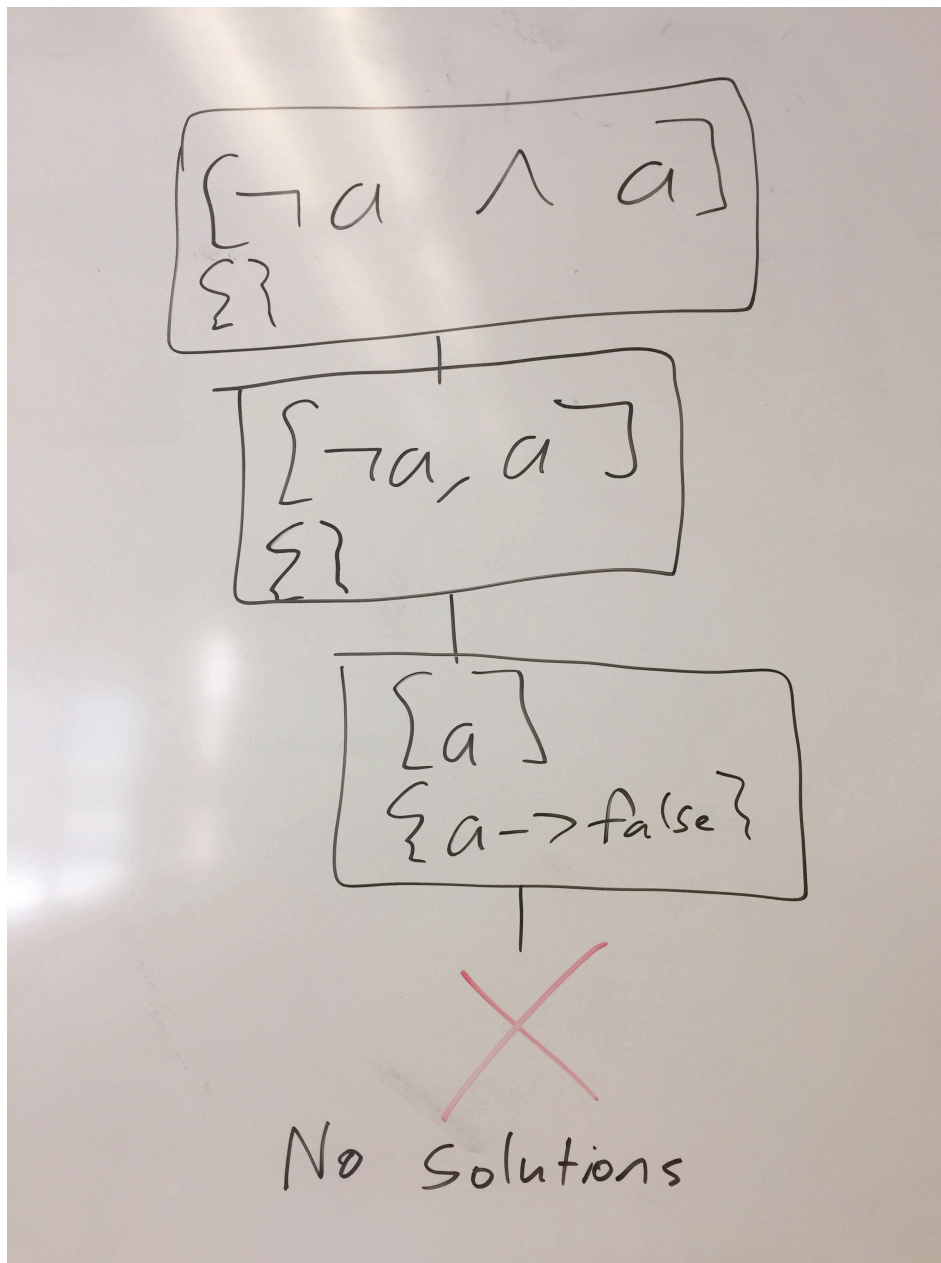 [¬a ∧ a]
{}
[¬a, a]
{}
[a]
{a->false}
No Solutions